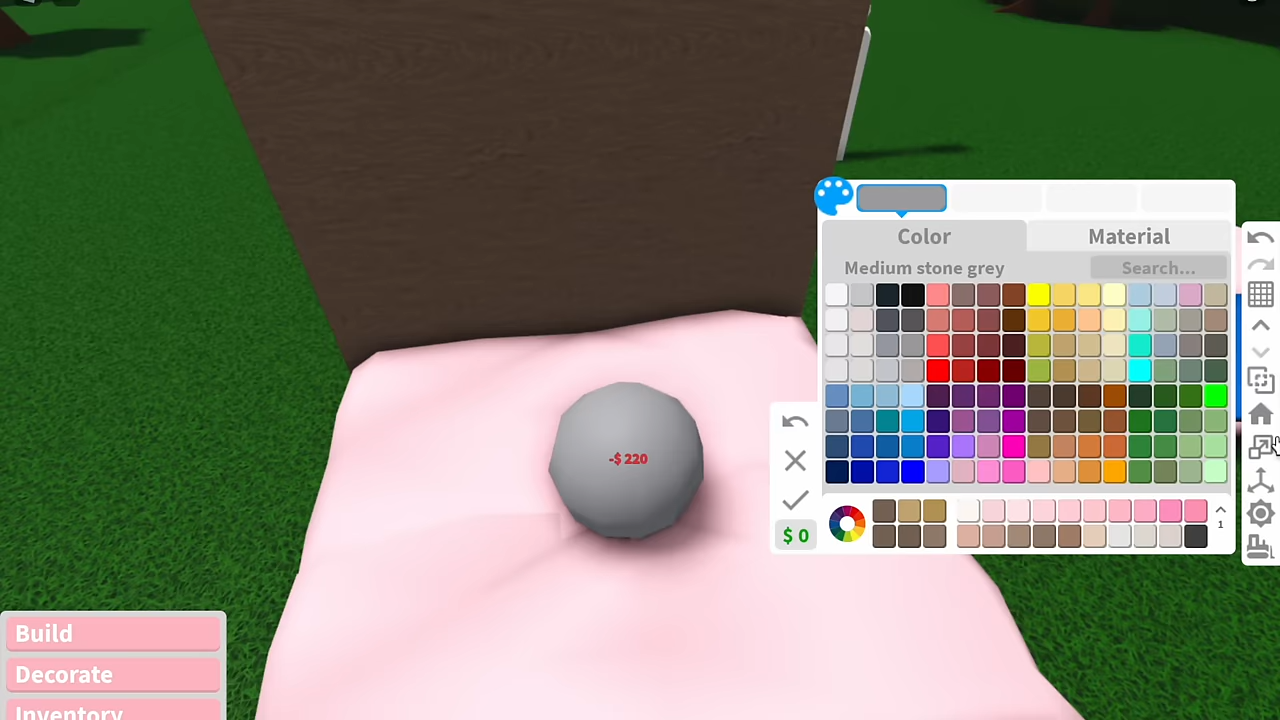 Color
Material
Medium stone grey
Search...
-$ 220
$ 0
1
Build
Decorate
Inventory